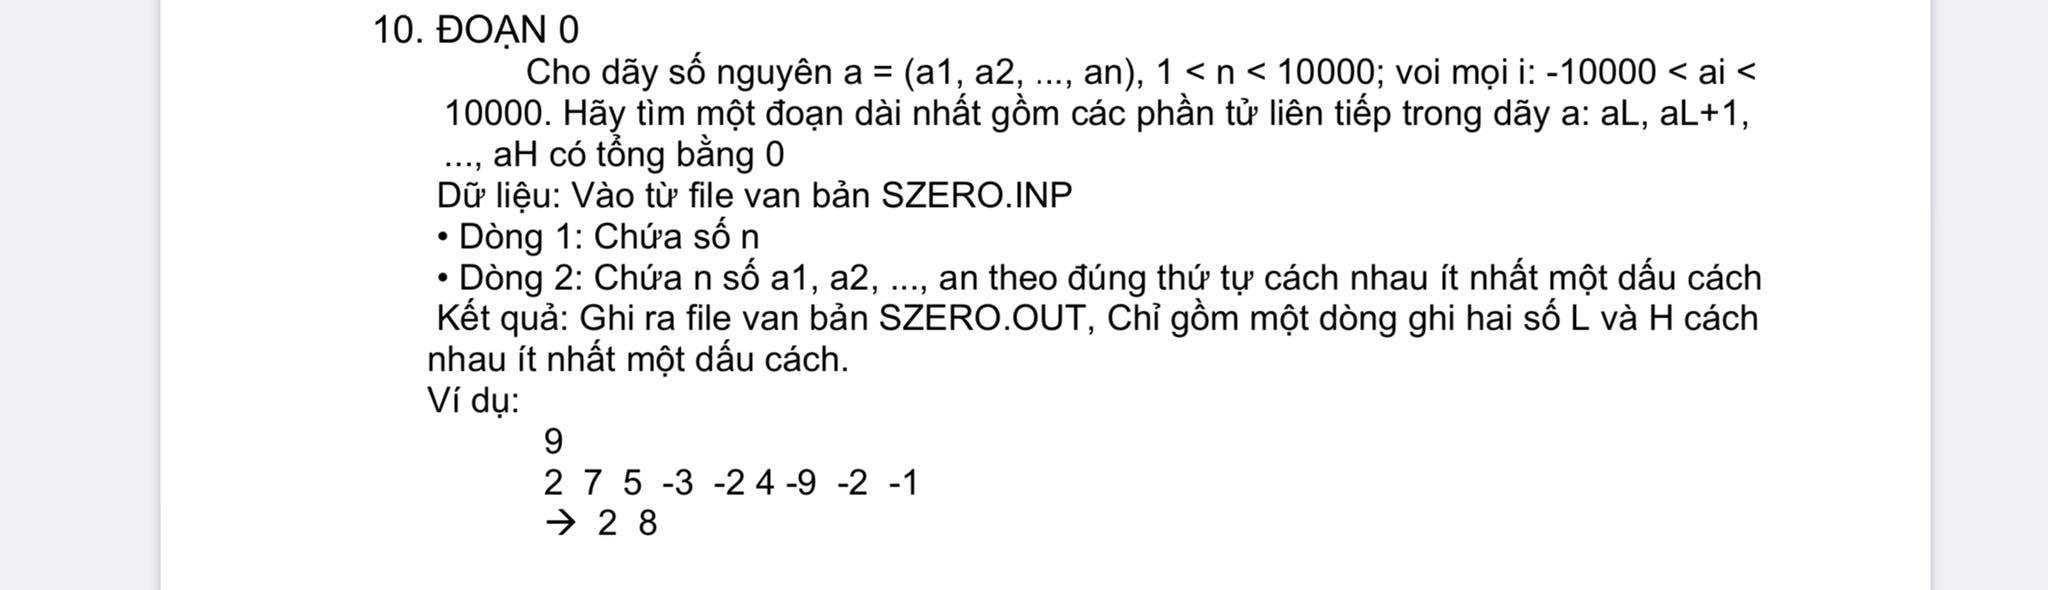 10. ĐOẠN 0
Cho dãy số nguyên a = (a1, a2, ..., an), 1 < n < 10000; voi mọi i: -10000 < ai <
10000. Hãy tìm một đoạn dài nhất gồm các phần tử liên tiếp trong dãy a: aL, aL+1,
..., aH có tổng bằng 0
Dữ liệu: Vào từ file van bản SZERO.INP
• Dòng 1: Chứa số n
• Dòng 2: Chứa n số a1, a2, ..., an theo đúng thứ tự cách nhau ít nhất một dấu cách
Kết quả: Ghi ra file van bản SZERO.OUT, Chỉ gồm một dòng ghi hai số L và H cách
nhau ít nhất một dấu cách.
Ví dụ:
9
2 7 5 -3 -2 4 -9 -2 -1
→ 2 8